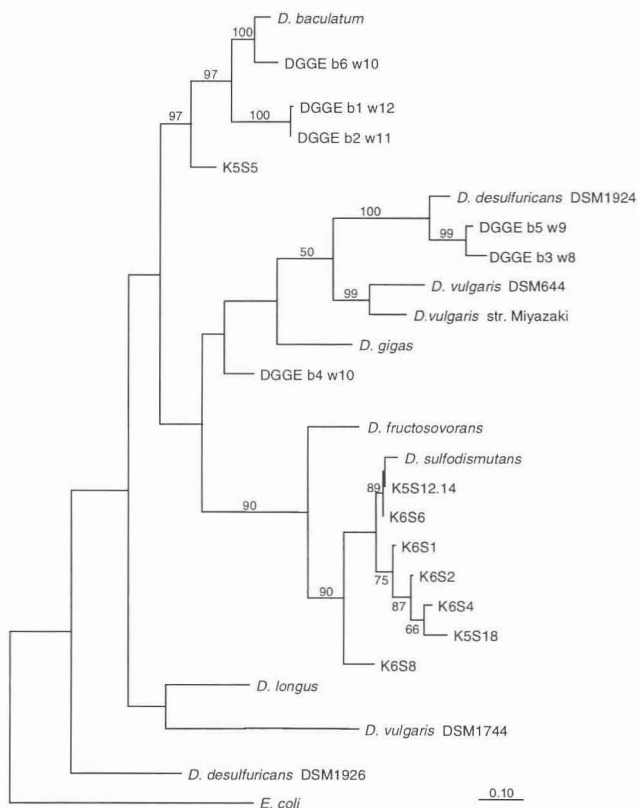 D. baculatum
100
DGGE b6 w10
97
DGGE b1 w12
100
DGGE b2 w11
97
K5S5
D. desulfuricans DSM1924
100
DGGE b5 w9
99
DGGE b3 w8
50
D. vulgaris DSM644
99
D.vulgaris str. Miyazaki
D. gigas
DGGE b4 w10
D. fructosovorans
D. sulfodismutans
89
K5S12.14
K6S6
90
K6S1
75
K6S2
87
K6S4
90
66
K5S18
K6S8
D. longus
D. vulgaris DSM1744
D. desulfuricans DSM1926
0.10
E. coli